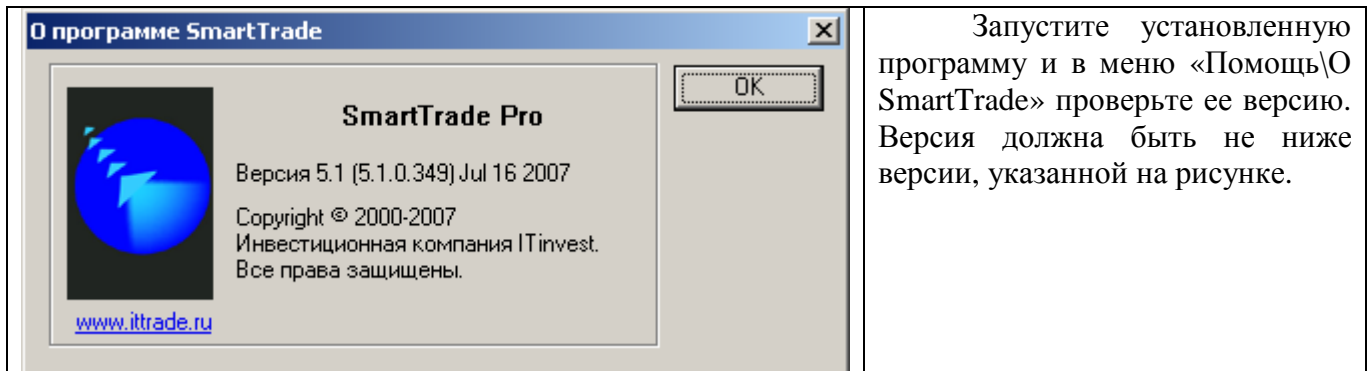 О программе SmartTrade
OK
SmartTrade Pro
Версия 5.1 (5.1.0.349) Jul 16 2007
Copyright © 2000-2007
Инвестиционная компания ITinvest.
Все права защищены.
www.ittrade.ru
Запустите установленную
программу и в меню «Помощь\О
SmartTrade» проверьте ее версию.
Версия должна быть не ниже
версии, указанной на рисунке.